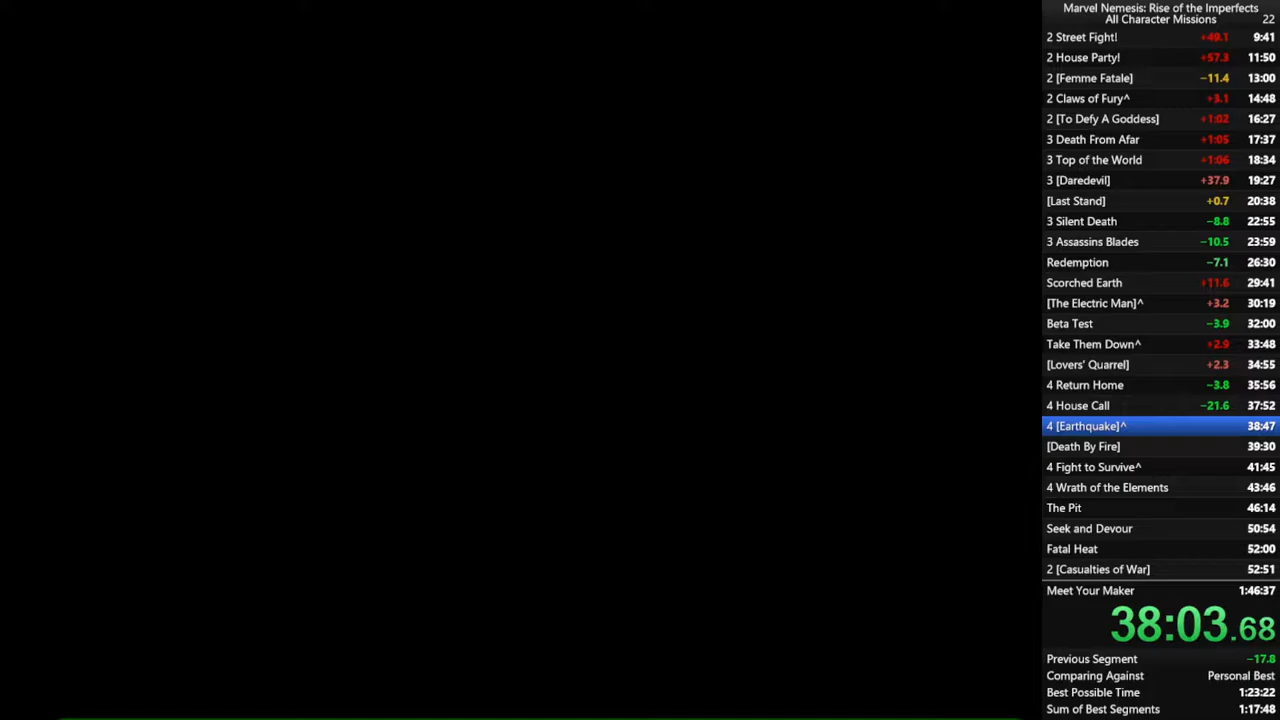 Marvel Nemesis: Rise of the Imperfects
All Character Missions 22
2 Street Fight! +49.1 9:41
2 House Party! +57.3 11:50
2 [Femme Fatale] −11.4 13:00
2 Claws of Fury^ +3.1 14:48
2 [To Defy A Goddess] +1:02 16:27
3 Death From Afar +1:05 17:37
3 Top of the World +1:06 18:34
3 [Daredevil] +37.9 19:27
[Last Stand] +0.7 20:38
3 Silent Death −8.8 22:55
3 Assassins Blades −10.5 23:59
Redemption −7.1 26:30
Scorched Earth +11.6 29:41
[The Electric Man]^ +3.2 30:19
Beta Test −3.9 32:00
Take Them Down^ +2.9 33:48
[Lovers' Quarrel] +2.3 34:55
4 Return Home −3.8 35:56
4 House Call −21.6 37:52
4 [Earthquake]^ 38:47
[Death By Fire] 39:30
4 Fight to Survive^ 41:45
4 Wrath of the Elements 43:46
The Pit 46:14
Seek and Devour 50:54
Fatal Heat 52:00
2 [Casualties of War] 52:51
Meet Your Maker 1:46:37
38:03.68
Previous Segment −17.8
Comparing Against Personal Best
Best Possible Time 1:23:22
Sum of Best Segments 1:17:48